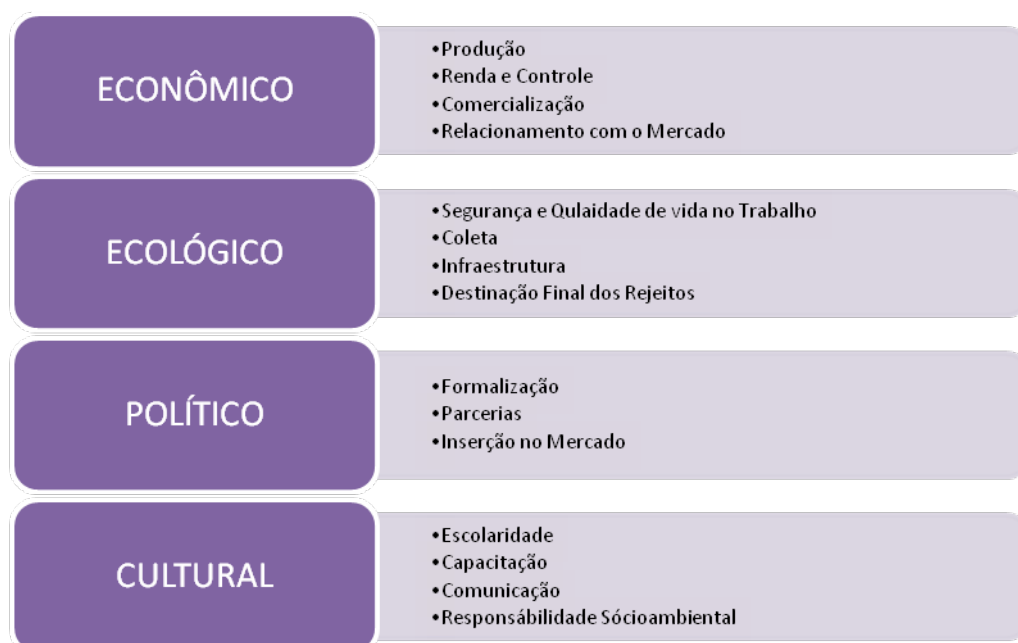 ECONÔMICO
•Produção
•Renda e Controle
•Comercialização
•Relacionamento com o Mercado
ECOLÓGICO
•Segurança e Qulaidade de vida no Trabalho
•Coleta
•Infraestrutura
•Destinação Final dos Rejeitos
POLÍTICO
•Formalização
•Parcerias
•Inserção no Mercado
CULTURAL
•Escolaridade
•Capacitação
•Comunicação
•Responsábilidade Sócioambiental